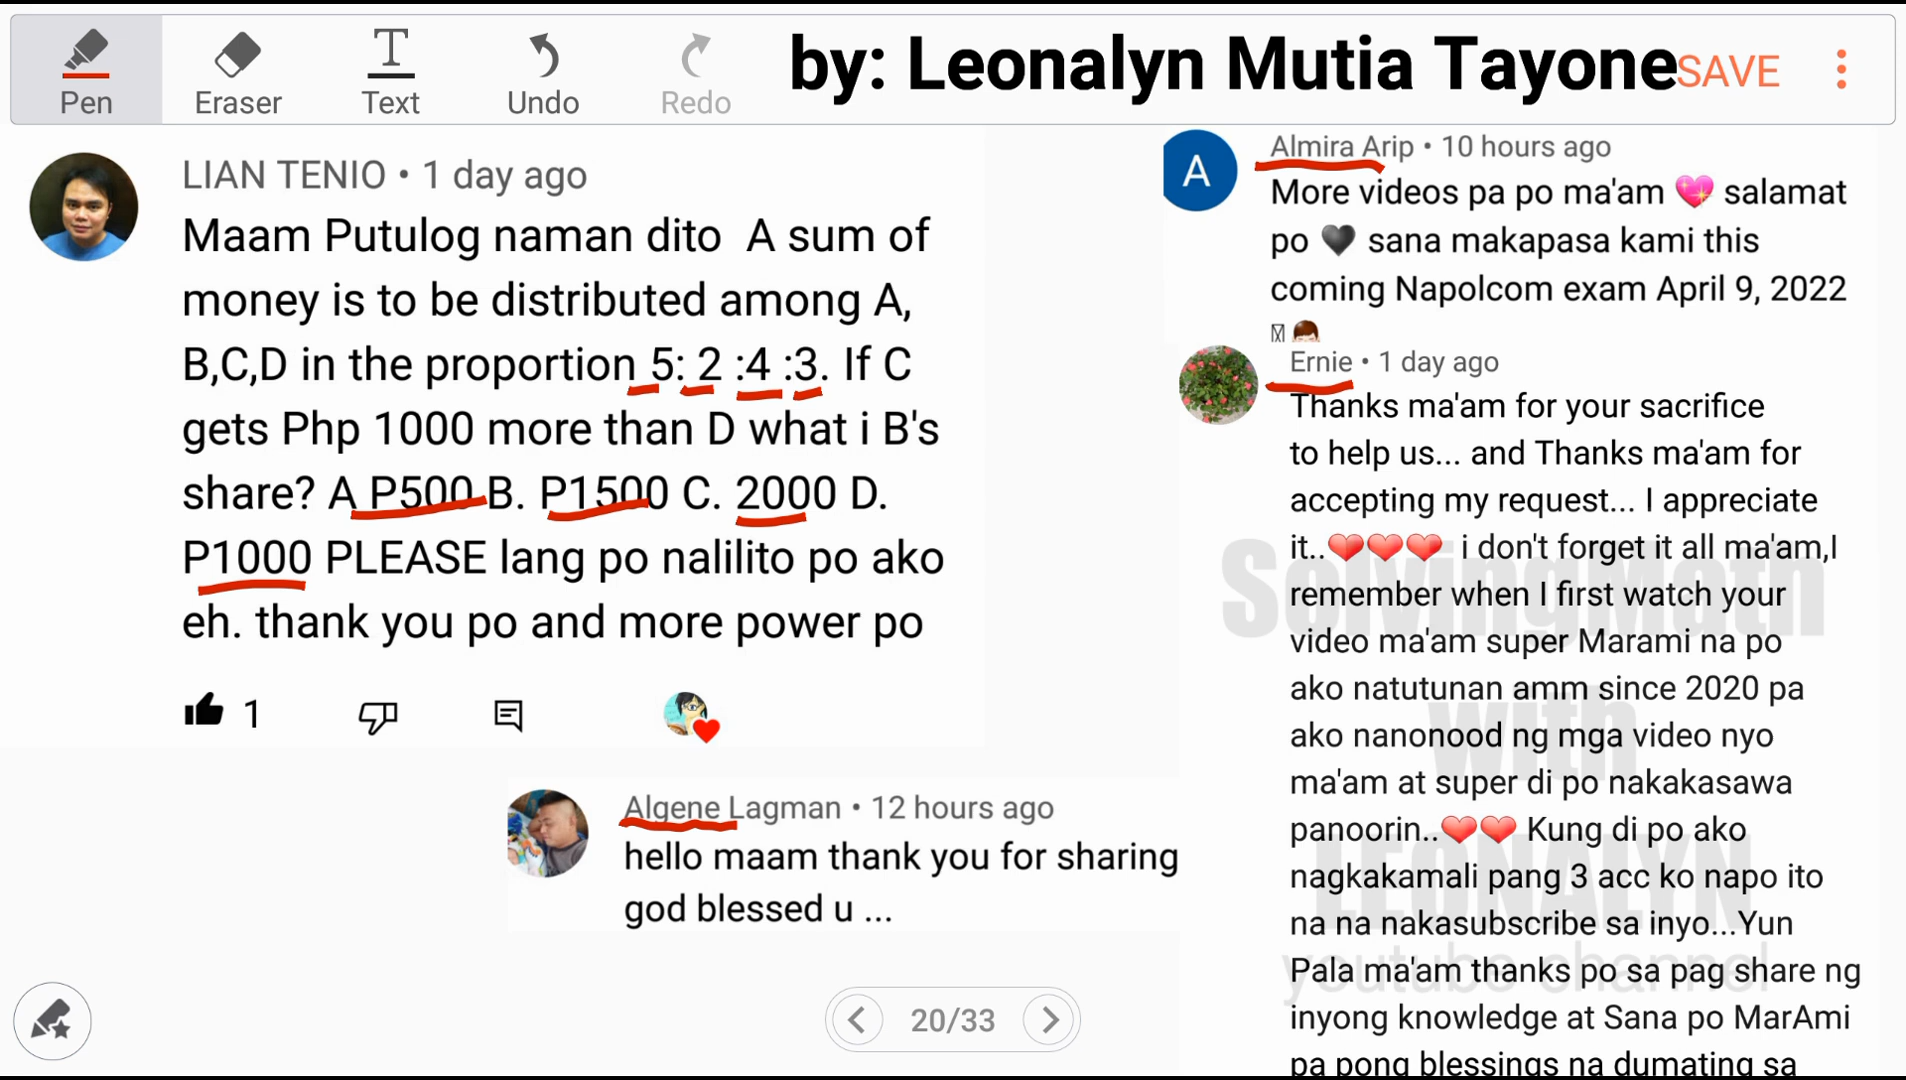 Pen
Eraser
Text
Undo
Redo
by: Leonalyn Mutia Tayone
SAVE
LIAN TENIO • 1 day ago
Maam Putulog naman dito A sum of
money is to be distributed among A,
B,C,D in the proportion 5: 2 :4 :3. If C
gets Php 1000 more than D what i B's
share? A P500 B. P1500 C. 2000 D.
P1000 PLEASE lang po nalilito po ako
eh. thank you po and more power po
1
Algene Lagman • 12 hours ago
hello maam thank you for sharing
god blessed u ...
A
Almira Arip • 10 hours ago
More videos pa po ma'am 💖 salamat
po 🖤 sana makapasa kami this
coming Napolcom exam April 9, 2022
Ernie • 1 day ago
Thanks ma'am for your sacrifice
to help us... and Thanks ma'am for
accepting my request... I appreciate
it..❤❤❤ i don't forget it all ma'am,I
remember when I first watch your
video ma'am super Marami na po
ako natutunan amm since 2020 pa
ako nanonood ng mga video nyo
ma'am at super di po nakakasawa
panoorin..❤❤ Kung di po ako
nagkakamali pang 3 acc ko napo ito
na na nakasubscribe sa inyo...Yun
Pala ma'am thanks po sa pag share ng
inyong knowledge at Sana po MarAmi
pa pong blessings na dumating sa
Solving Math
with
LEONALYN
youtube channel
20/33